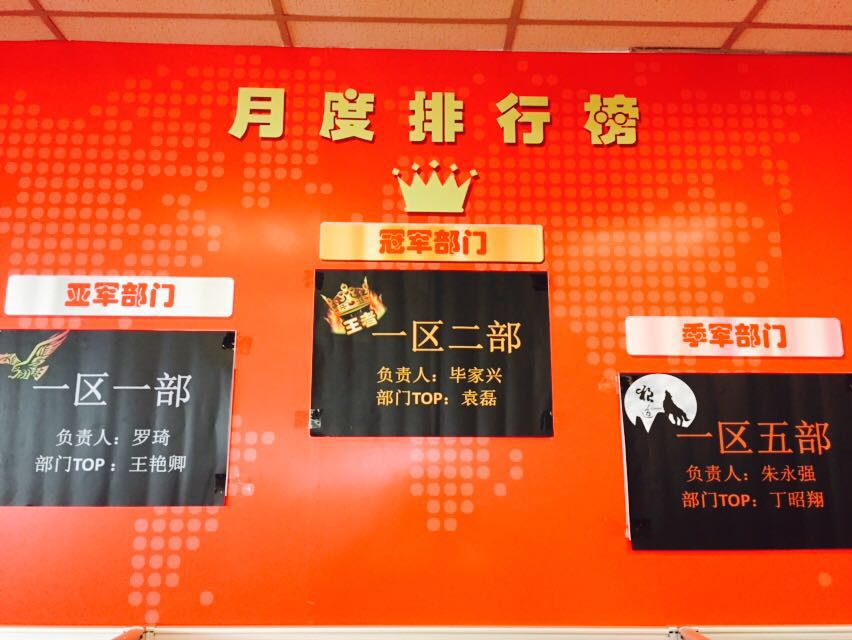 月度排行榜
冠军部门
王者
一区二部
负责人：毕家兴
部门TOP：袁磊
亚军部门
一区一部
负责人：罗琦
部门TOP：王艳卿
季军部门
一区五部
负责人：朱永强
部门TOP：丁昭翔